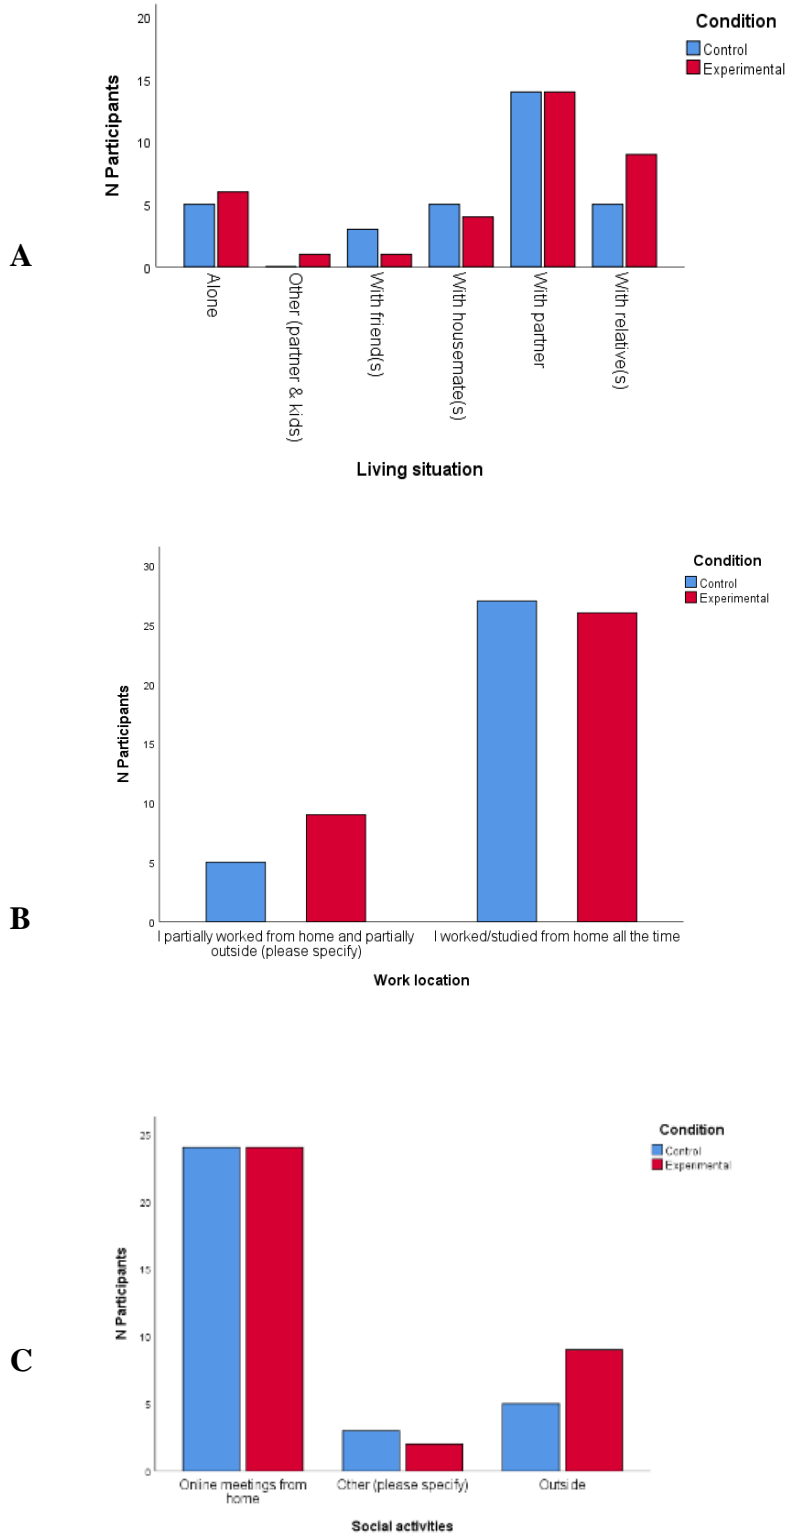 A
20
15
10
5
0
N Participants
Condition
Control
Experimental
Alone
Other (partner & kids)
With friend(s)
With housemate(s)
With partner
With relative(s)
Living situation
B
30
25
20
15
10
5
0
N Participants
Condition
Control
Experimental
I partially worked from home and partially
outside (please specify)
I worked/studied from home all the time
Work location
C
25
20
15
10
5
0
N Participants
Condition
Control
Experimental
Online meetings from
home
Other (please specify)
Outside
Social activities